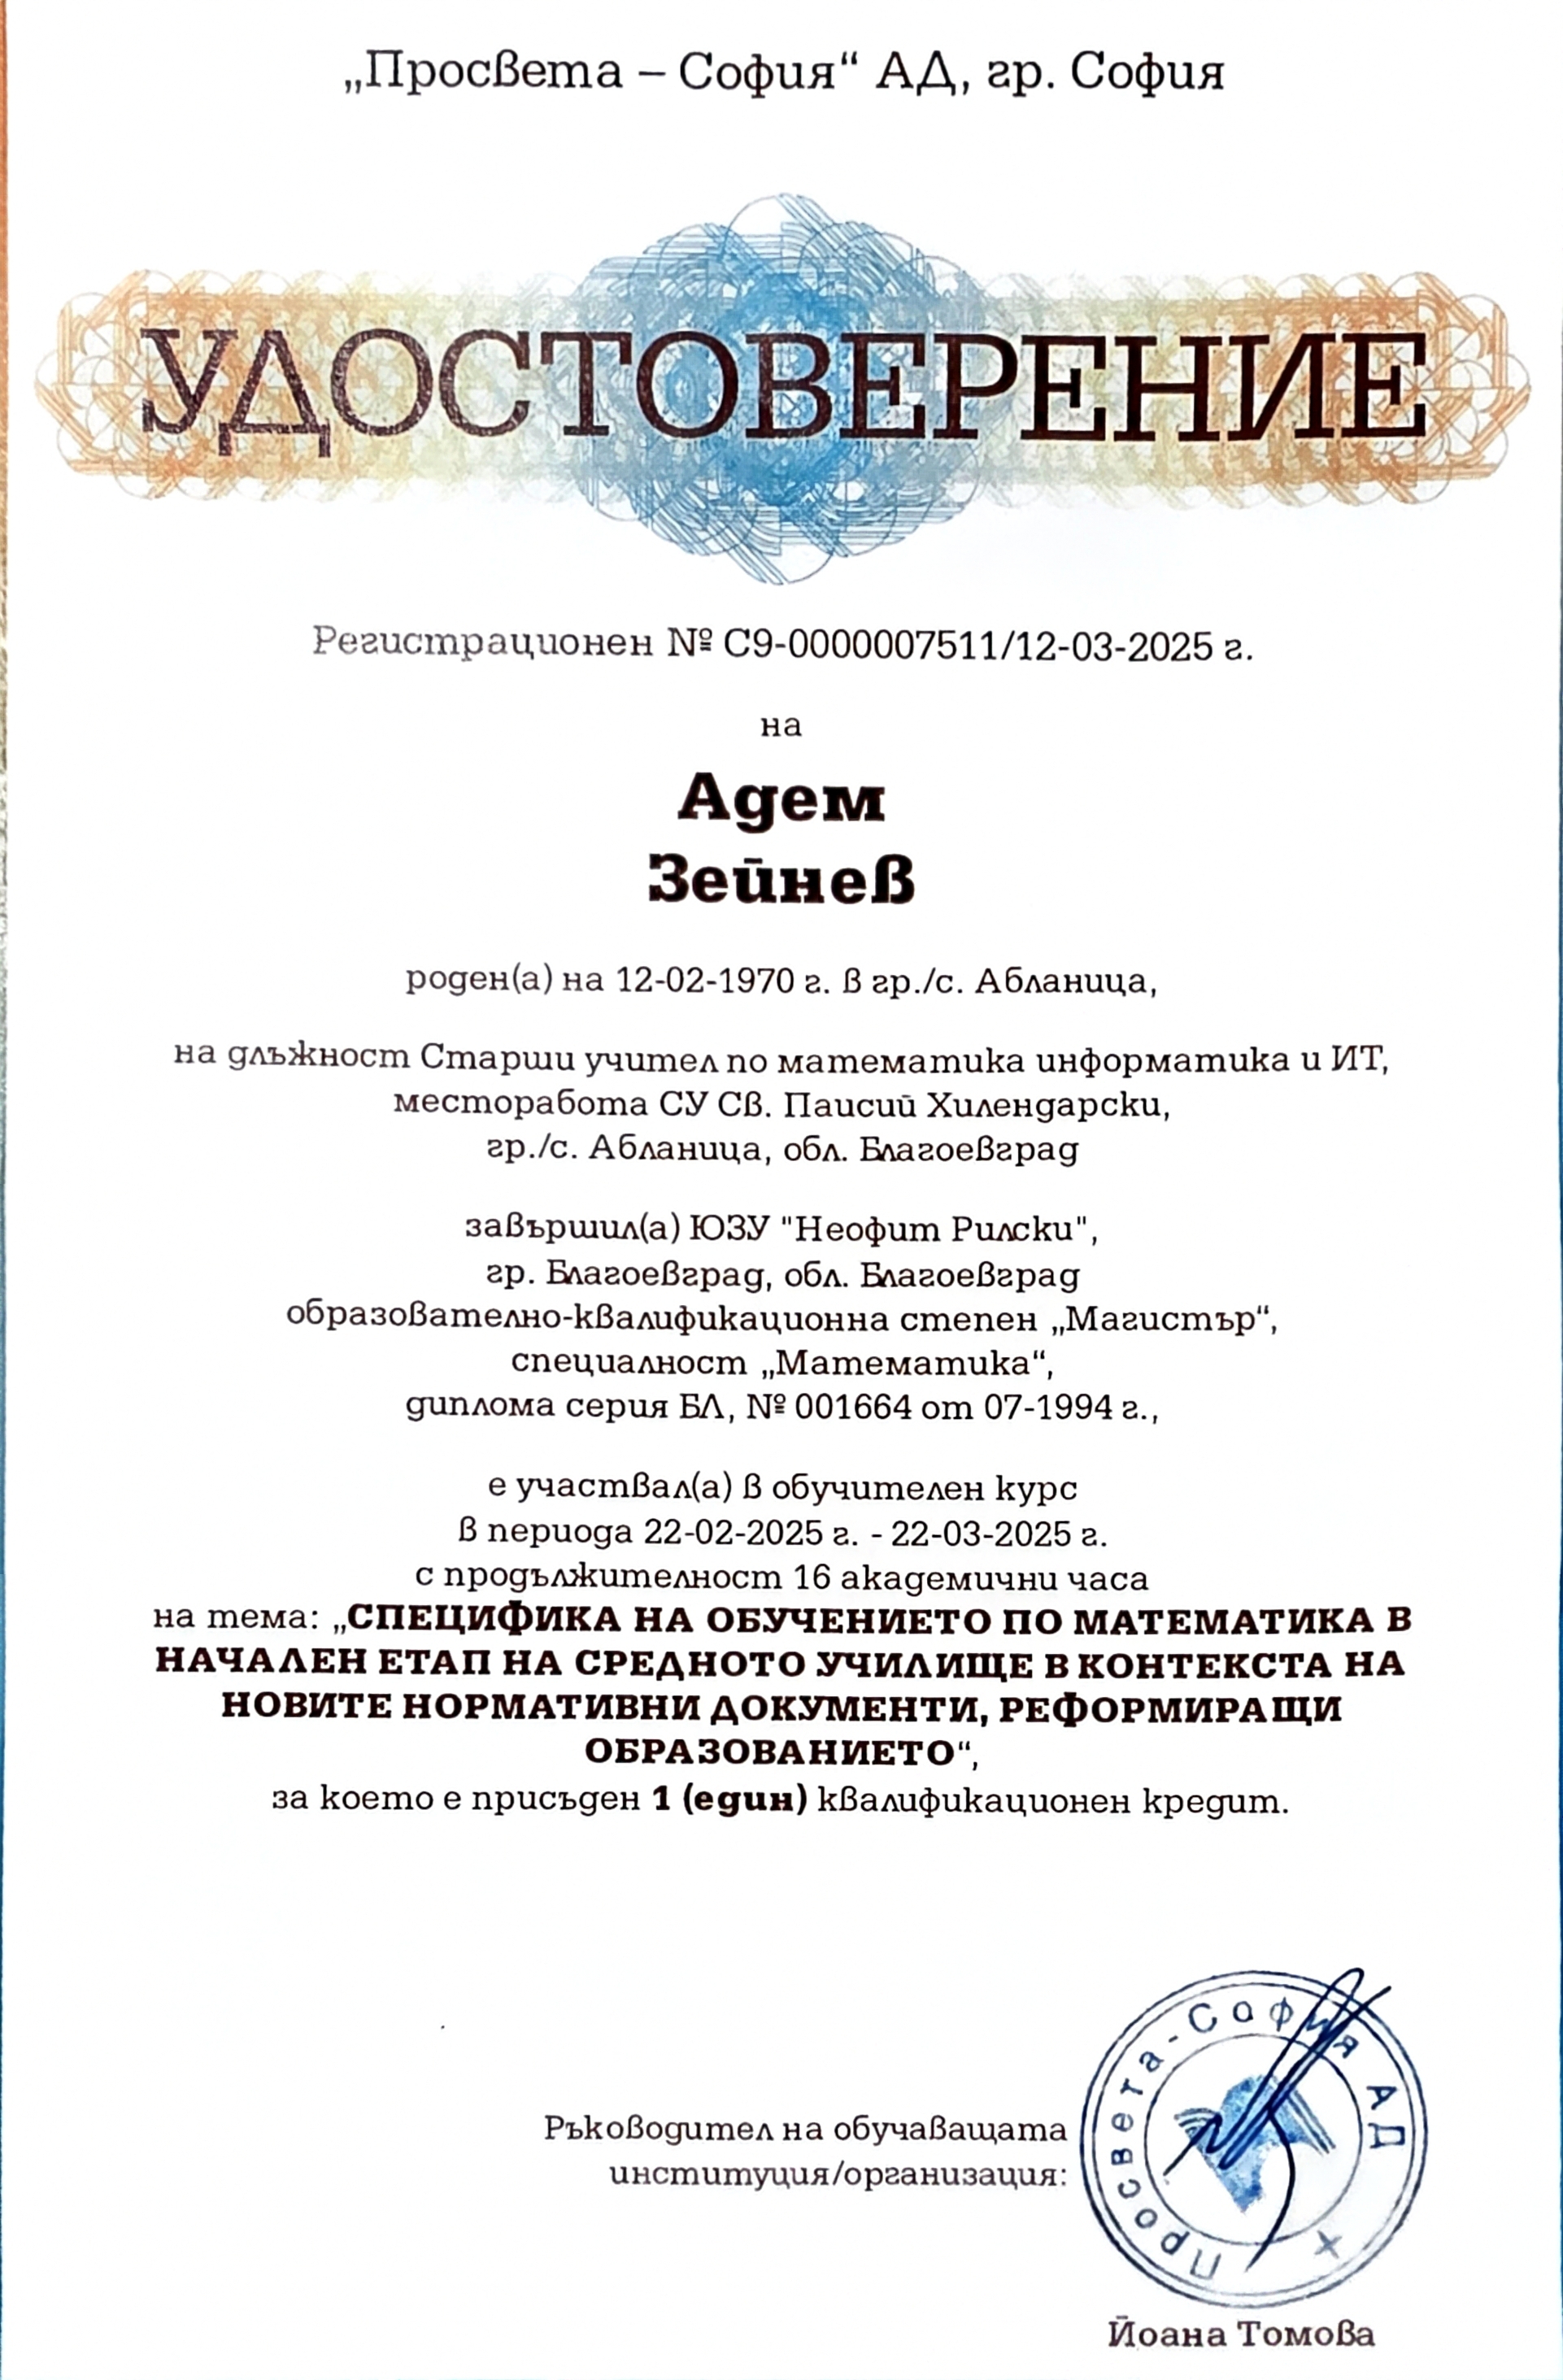 „Просвета – София“ АД, гр. София
УДОСТОВЕРЕНИЕ
Регистрационен № C9-0000007511/12-03-2025 г.
на
Адем
Зейнев
роден(а) на 12-02-1970 г. в гр./с. Абланица,
на длъжност Старши учител по математика информатика и ИТ,
месторабота СУ Св. Паисий Хилендарски,
гр./с. Абланица, обл. Благоевград
завършил(а) ЮЗУ "Неофит Рилски",
гр. Благоевград, обл. Благоевград
образователно-квалификационна степен „Магистър“,
специалност „Математика“,
диплома серия БЛ, № 001664 от 07-1994 г.,
е участвал(а) в обучителен курс
в периода 22-02-2025 г. - 22-03-2025 г.
с продължителност 16 академични часа
на тема: „СПЕЦИФИКА НА ОБУЧЕНИЕТО ПО МАТЕМАТИКА В
НАЧАЛЕН ЕТАП НА СРЕДНОТО УЧИЛИЩЕ В КОНТЕКСТА НА
НОВИТЕ НОРМАТИВНИ ДОКУМЕНТИ, РЕФОРМИРАЩИ
ОБРАЗОВАНИЕТО“,
за което е присъден 1 (един) квалификационен кредит.
Ръководител на обучаващата
институция/организация:
Просвета-София АД
Йоана Томова